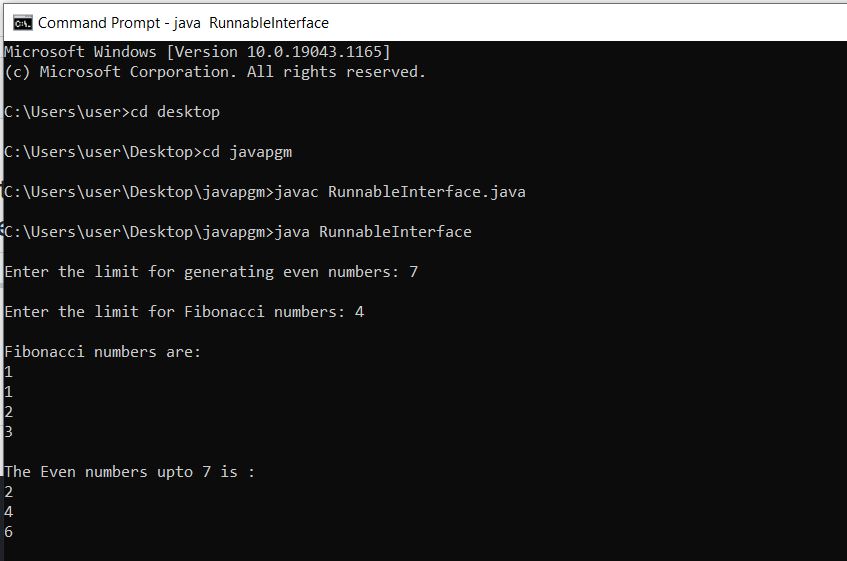 Command Prompt - java  RunnableInterface
Microsoft Windows [Version 10.0.19043.1165]
(c) Microsoft Corporation. All rights reserved.
C:\Users\user>cd desktop
C:\Users\user\Desktop>cd javapgm
C:\Users\user\Desktop\javapgm>javac RunnableInterface.java
C:\Users\user\Desktop\javapgm>java RunnableInterface
Enter the limit for generating even numbers: 7
Enter the limit for Fibonacci numbers: 4
Fibonacci numbers are:
1
1
2
3
The Even numbers upto 7 is :
2
4
6